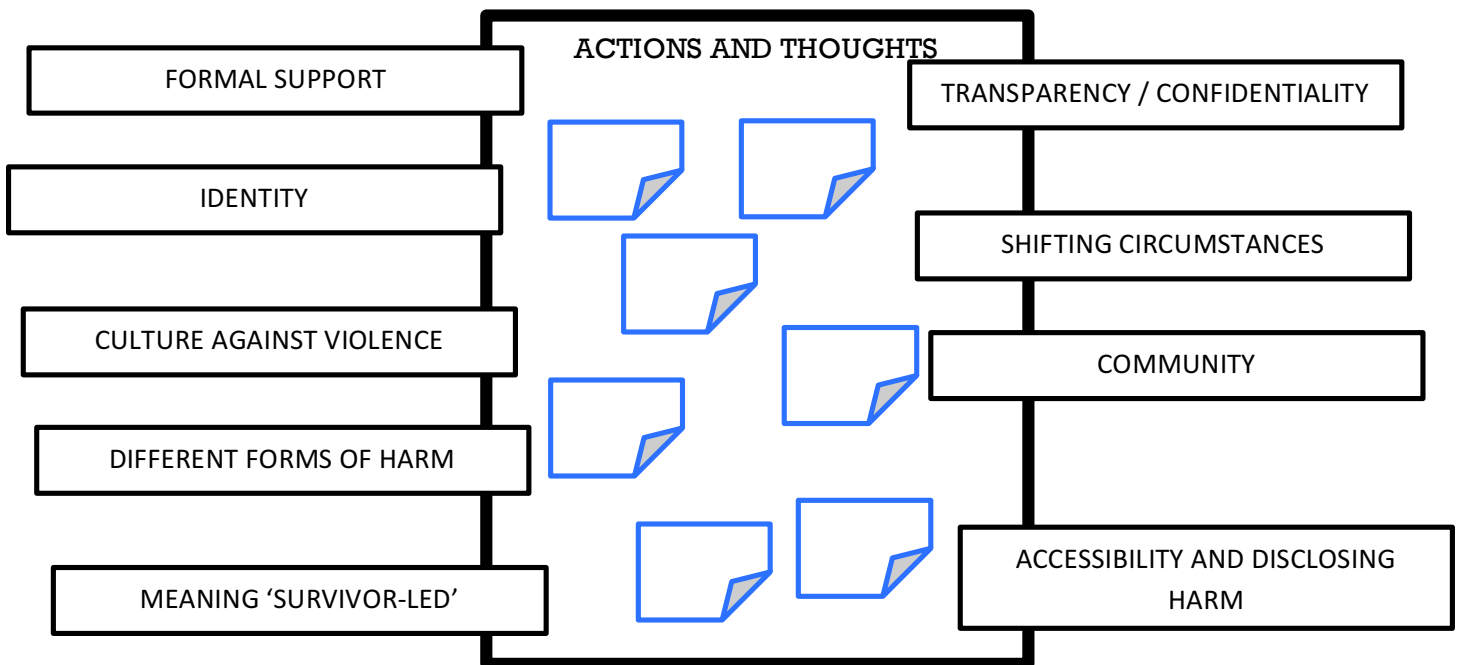 ACTIONS AND THOUGHTS
FORMAL SUPPORT
IDENTITY
CULTURE AGAINST VIOLENCE
DIFFERENT FORMS OF HARM
MEANING ‘SURVIVOR-LED’
TRANSPARENCY / CONFIDENTIALITY
SHIFTING CIRCUMSTANCES
COMMUNITY
ACCESSIBILITY AND DISCLOSING
HARM